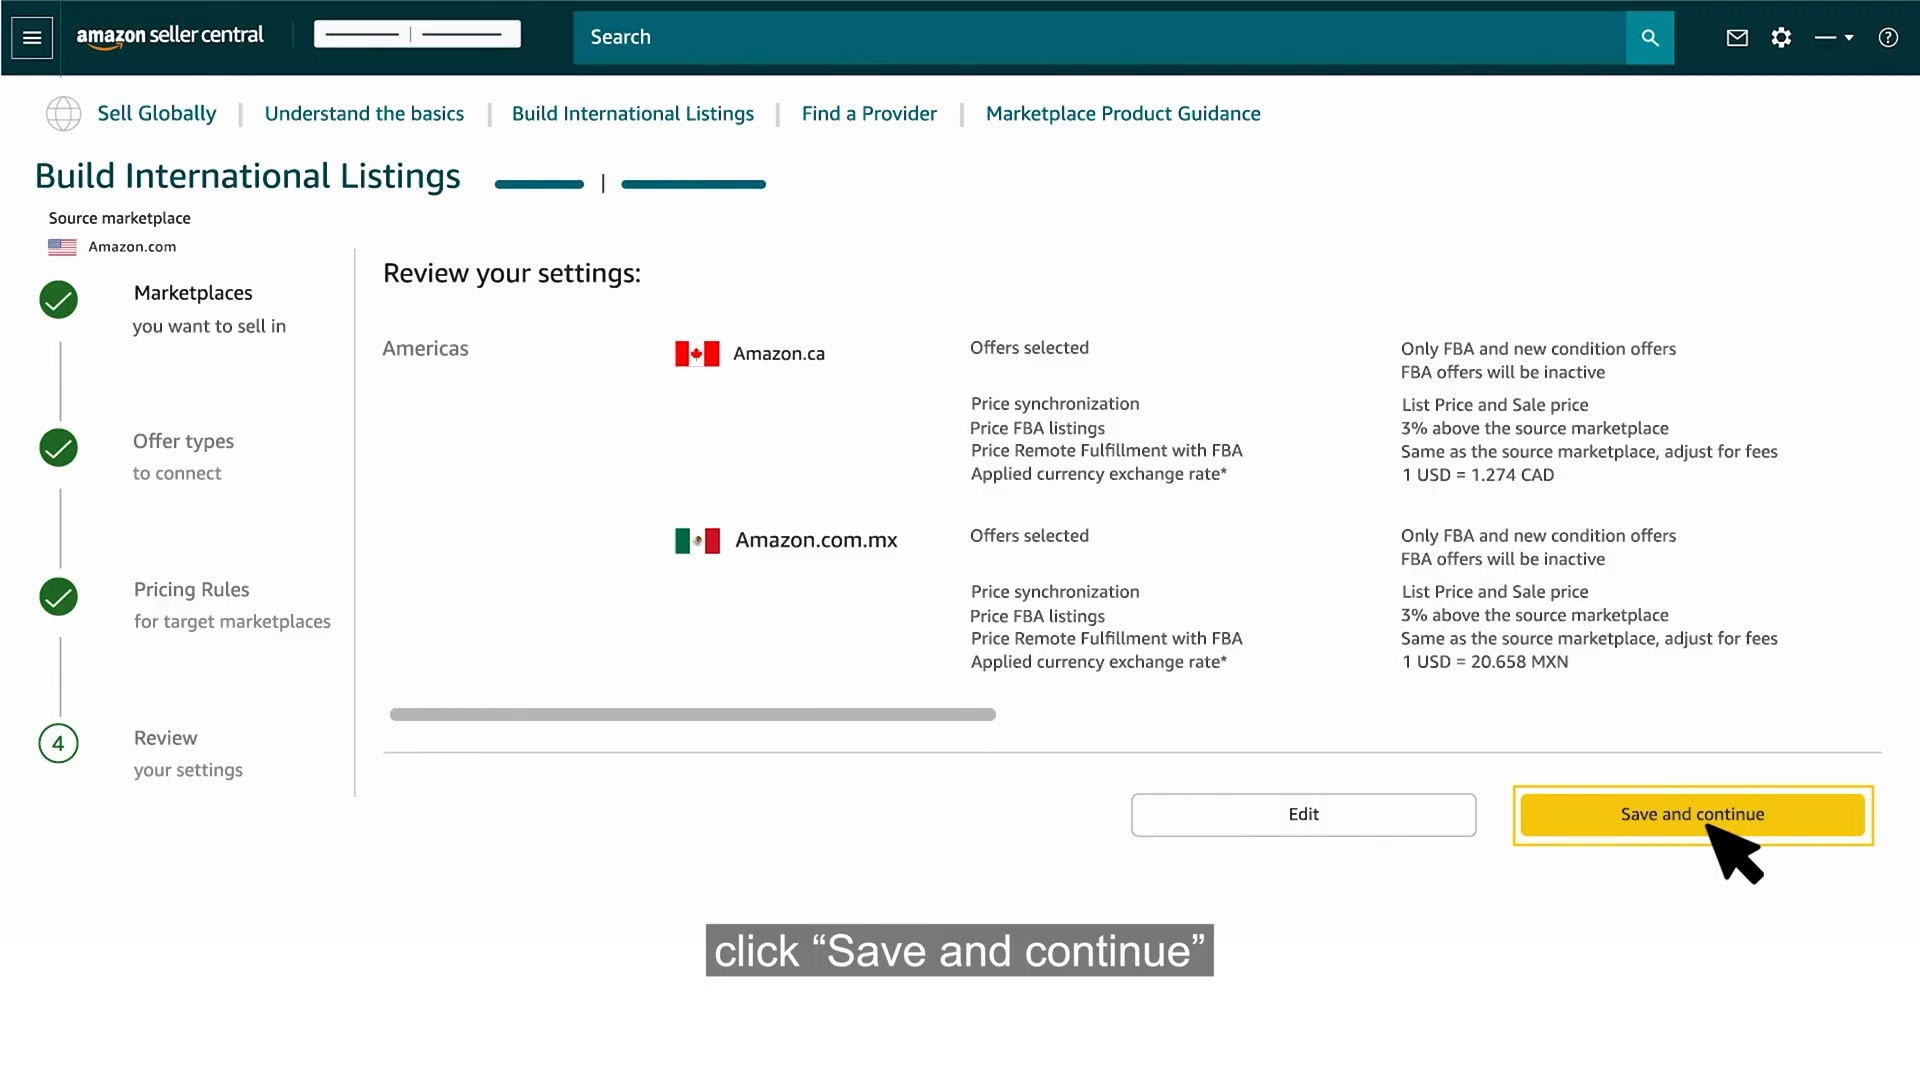 amazon seller central
Search
Sell Globally | Understand the basics | Build International Listings | Find a Provider | Marketplace Product Guidance
Build International Listings
Source marketplace
Amazon.com
Marketplaces
you want to sell in
Offer types
to connect
Pricing Rules
for target marketplaces
4
Review
your settings
Review your settings:
Americas
Amazon.ca
Offers selected
Only FBA and new condition offers
FBA offers will be inactive
Price synchronization
List Price and Sale price
Price FBA listings
3% above the source marketplace
Price Remote Fulfillment with FBA
Same as the source marketplace, adjust for fees
Applied currency exchange rate*
1 USD = 1.274 CAD
Amazon.com.mx
Offers selected
Only FBA and new condition offers
FBA offers will be inactive
Price synchronization
List Price and Sale price
Price FBA listings
3% above the source marketplace
Price Remote Fulfillment with FBA
Same as the source marketplace, adjust for fees
Applied currency exchange rate*
1 USD = 20.658 MXN
Edit
Save and continue
click “Save and continue”